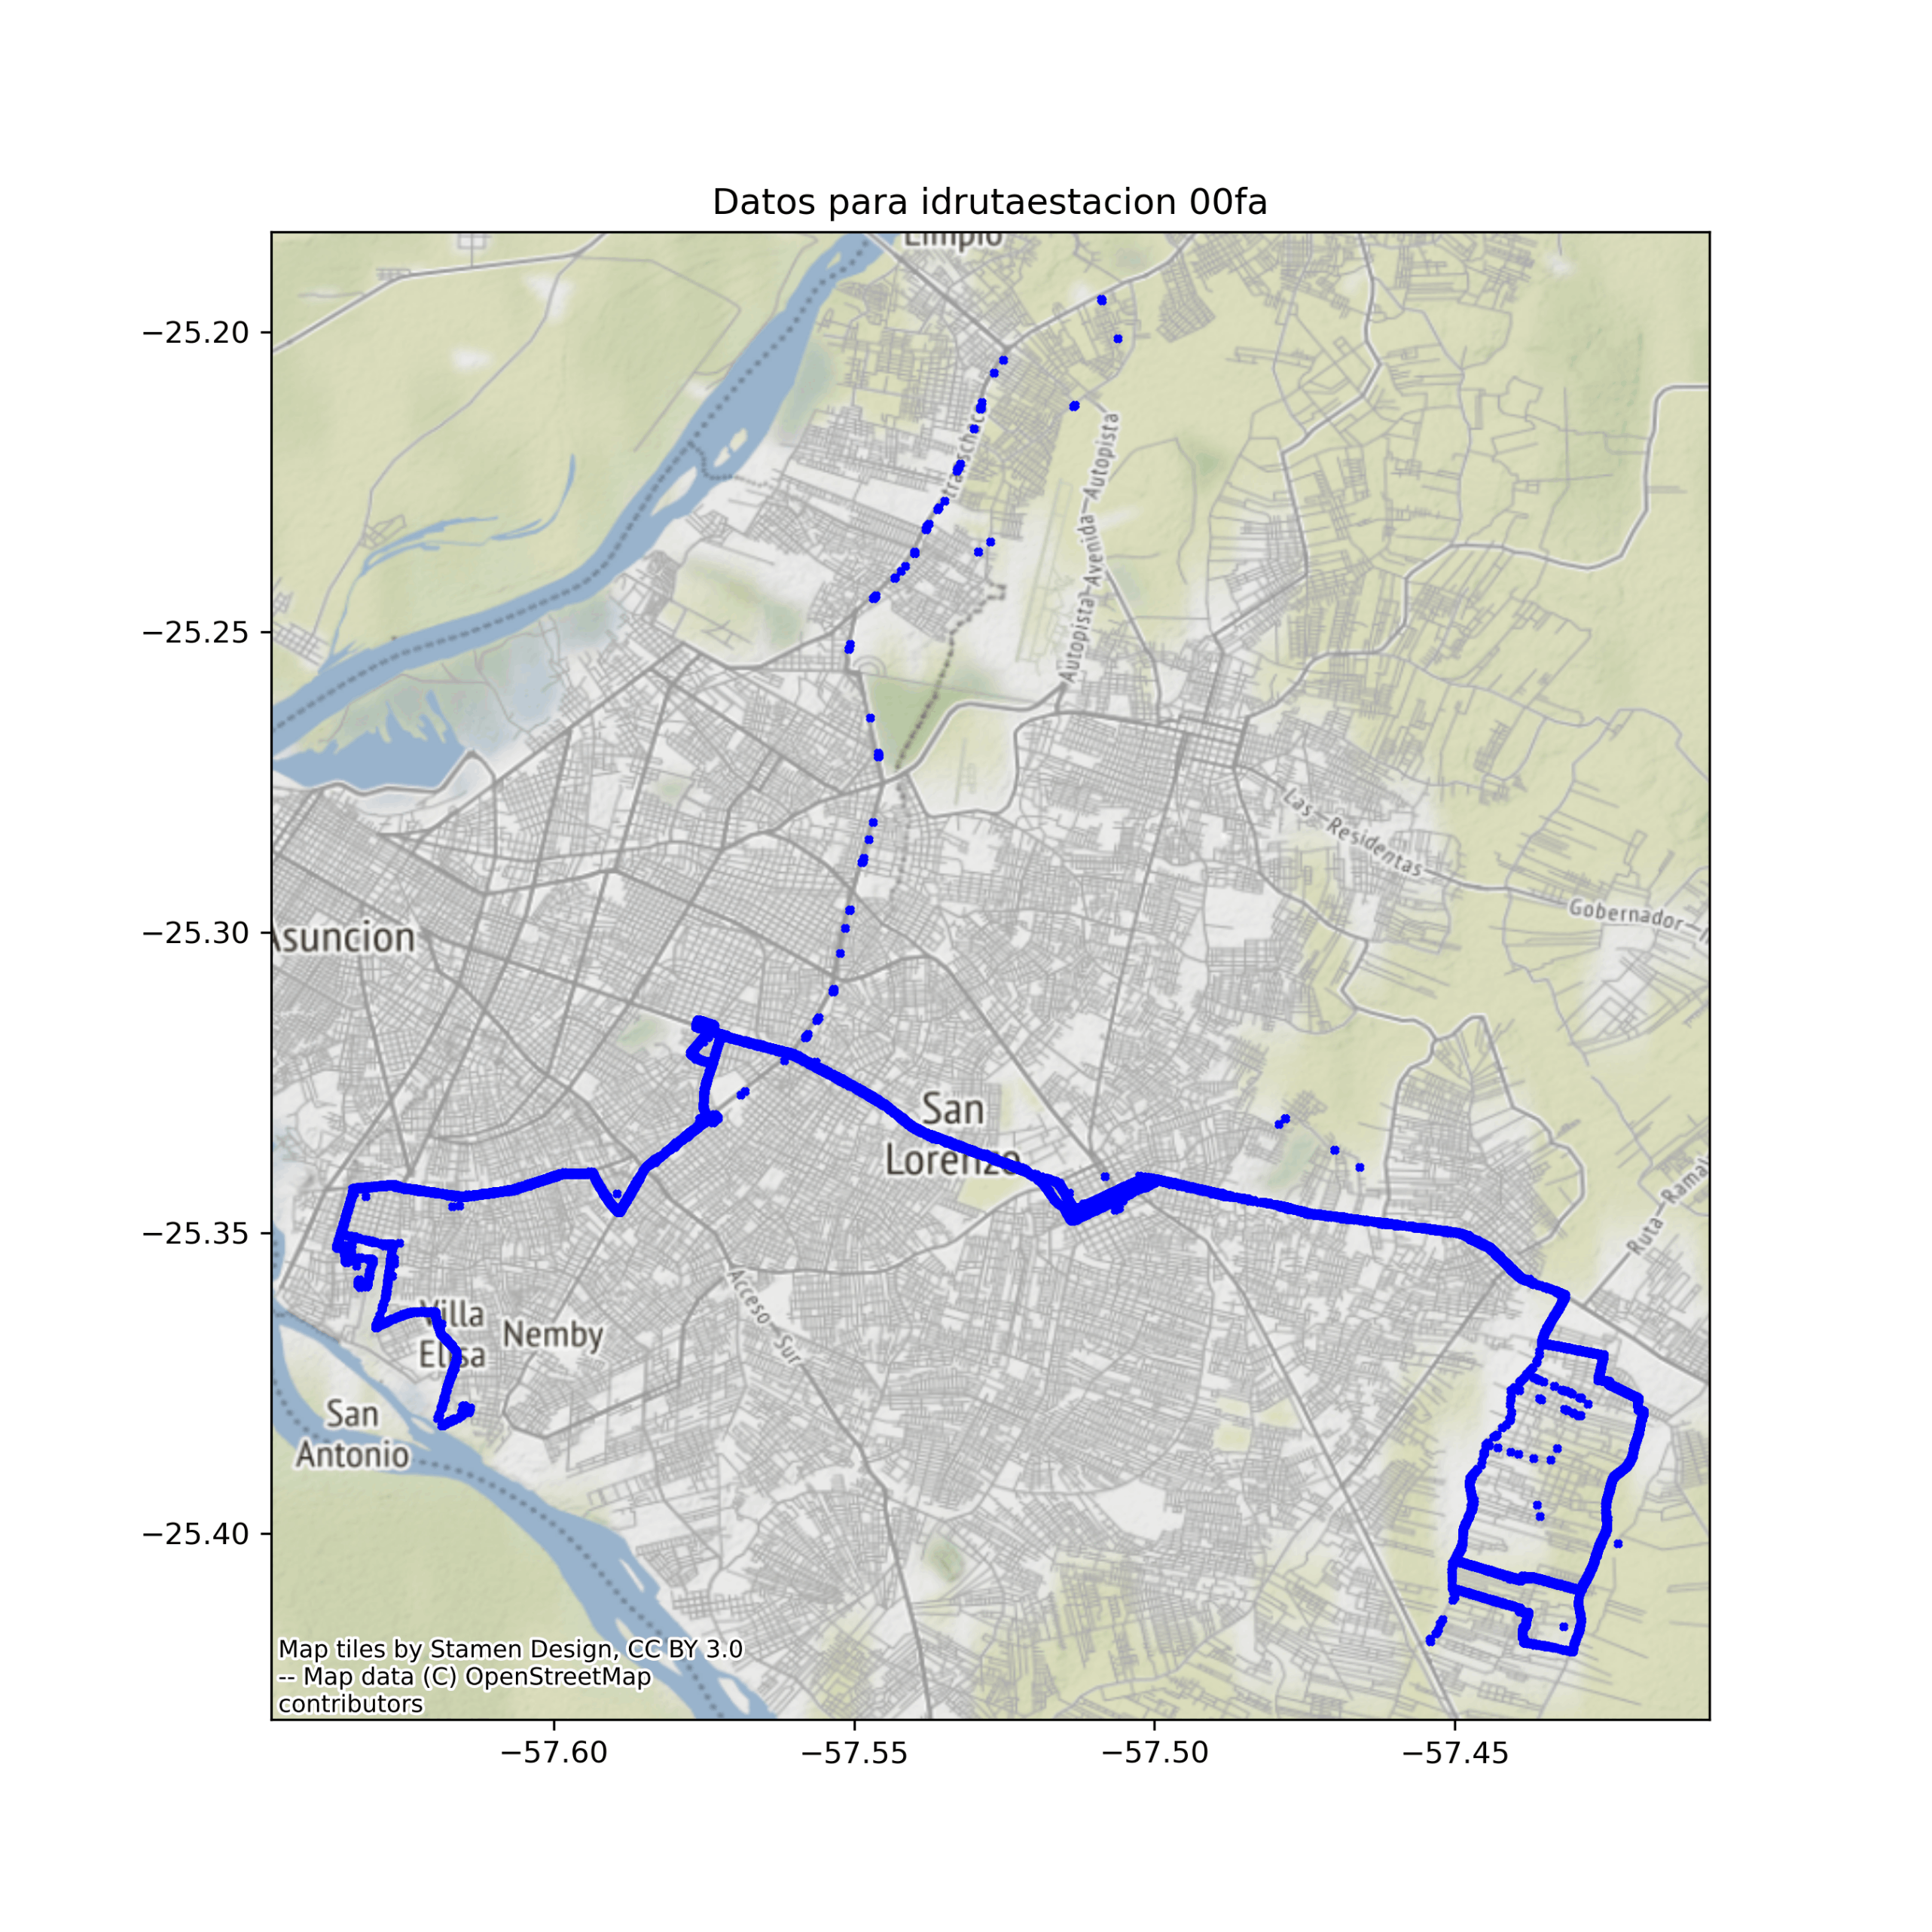 Datos para idrutaestacion 00fa
Limpio
−25.20
−25.25
−25.30
−25.35
−25.40
Autopista Avenida Autopista
Las Residentas
Gobernador
Asuncion
San
Lorenzo
Ruta Ramal
Acceso Sur
Villa
Elisa
Nemby
San
Antonio
Map tiles by Stamen Design, CC BY 3.0
-- Map data (C) OpenStreetMap
contributors
−57.60
−57.55
−57.50
−57.45